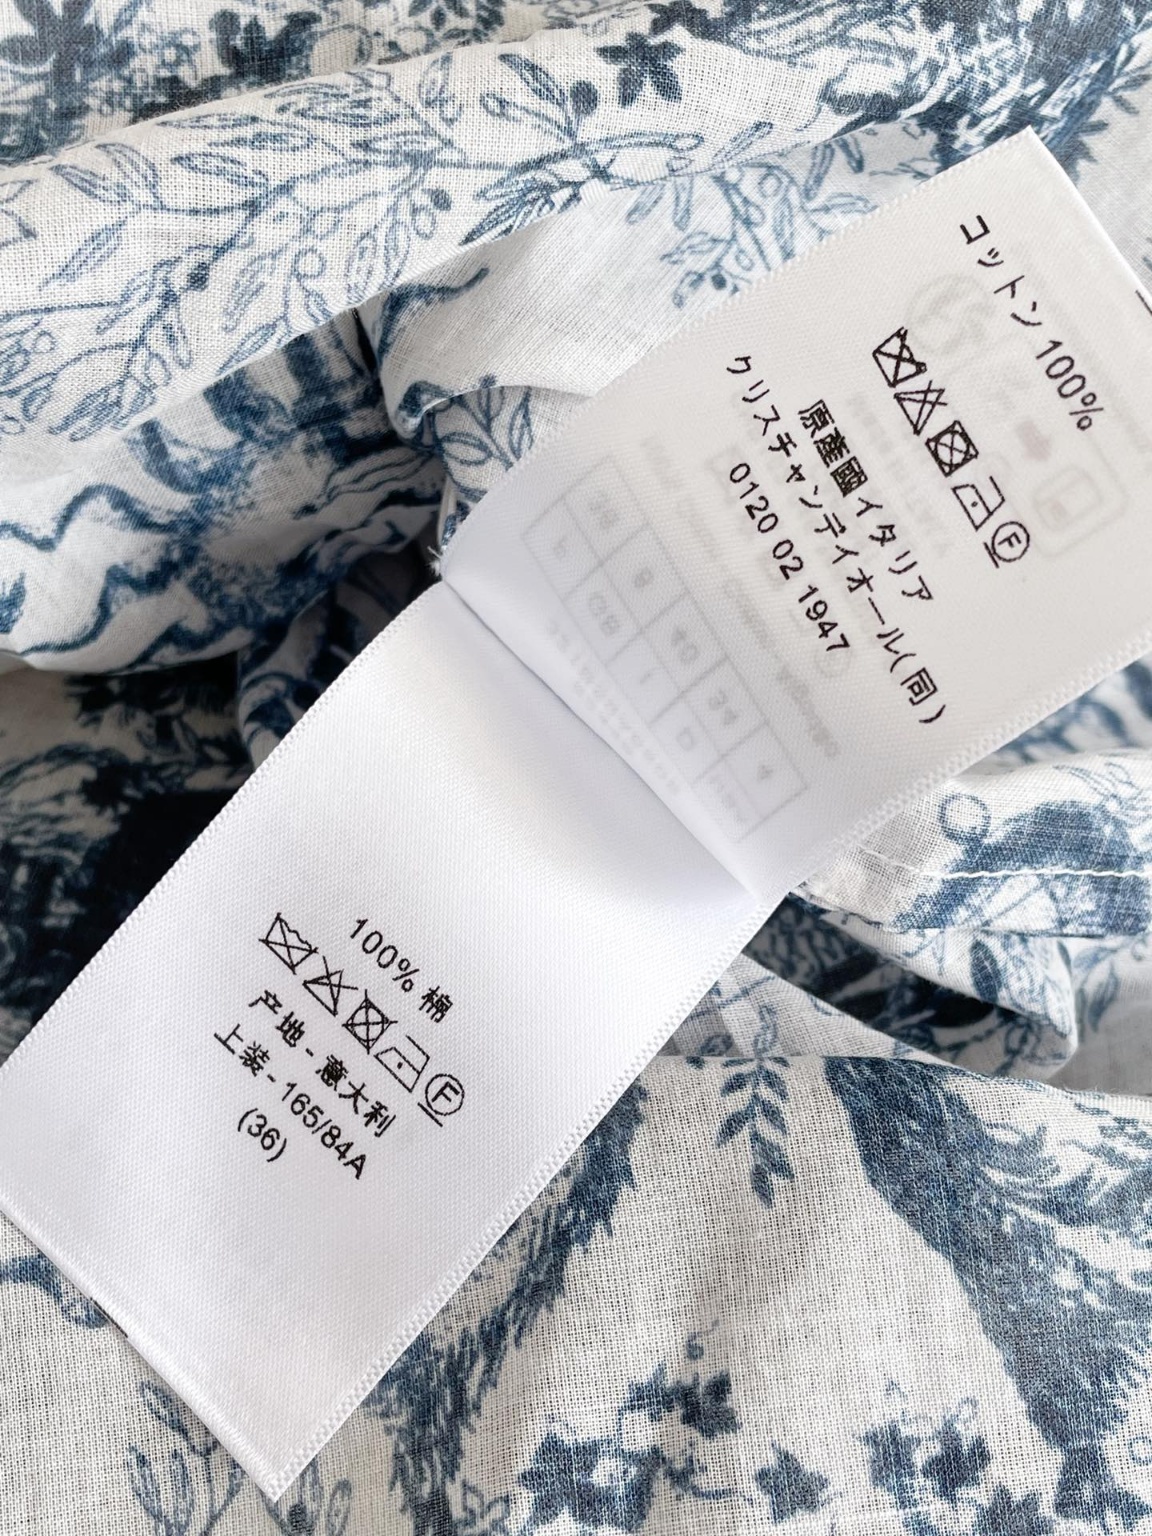 コットン 100%
原産國 イタリア
クリスチャンディオール(同)
0120 02 1947
100% 棉
产地 - 意大利
上装 - 165/84A
(36)